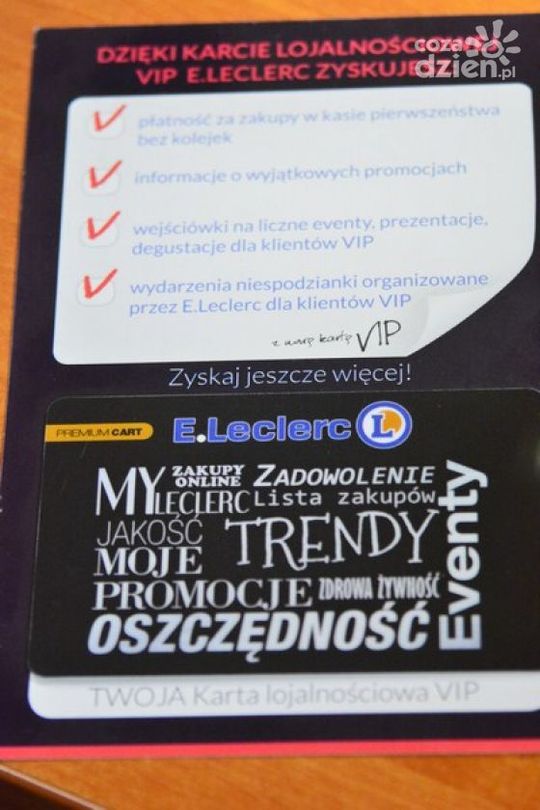 DZIĘKI KARCIE LOJALNOŚCIOWEJ
VIP E.LECLERC ZYSKUJESZ
cozadzien.pl
płatność za zakupy w kasie pierwszeństwa
bez kolejek
informacje o wyjątkowych promocjach
wejściówki na liczne eventy, prezentacje,
degustacje dla klientów VIP
wydarzenia niespodzianki organizowane
przez E.Leclerc dla klientów VIP
z moją kartą VIP
Zyskaj jeszcze więcej!
PREMIUM CART
E.Leclerc L
MY LECLERC
ZAKUPY ONLINE
ZADOWOLENIE
Lista zakupów
JAKOŚĆ
TRENDY
MOJE
PROMOCJE
ZDROWA ŻYWNOŚĆ
OSZCZĘDNOŚĆ
Eventy
TWOJA Karta lojalnościowa VIP